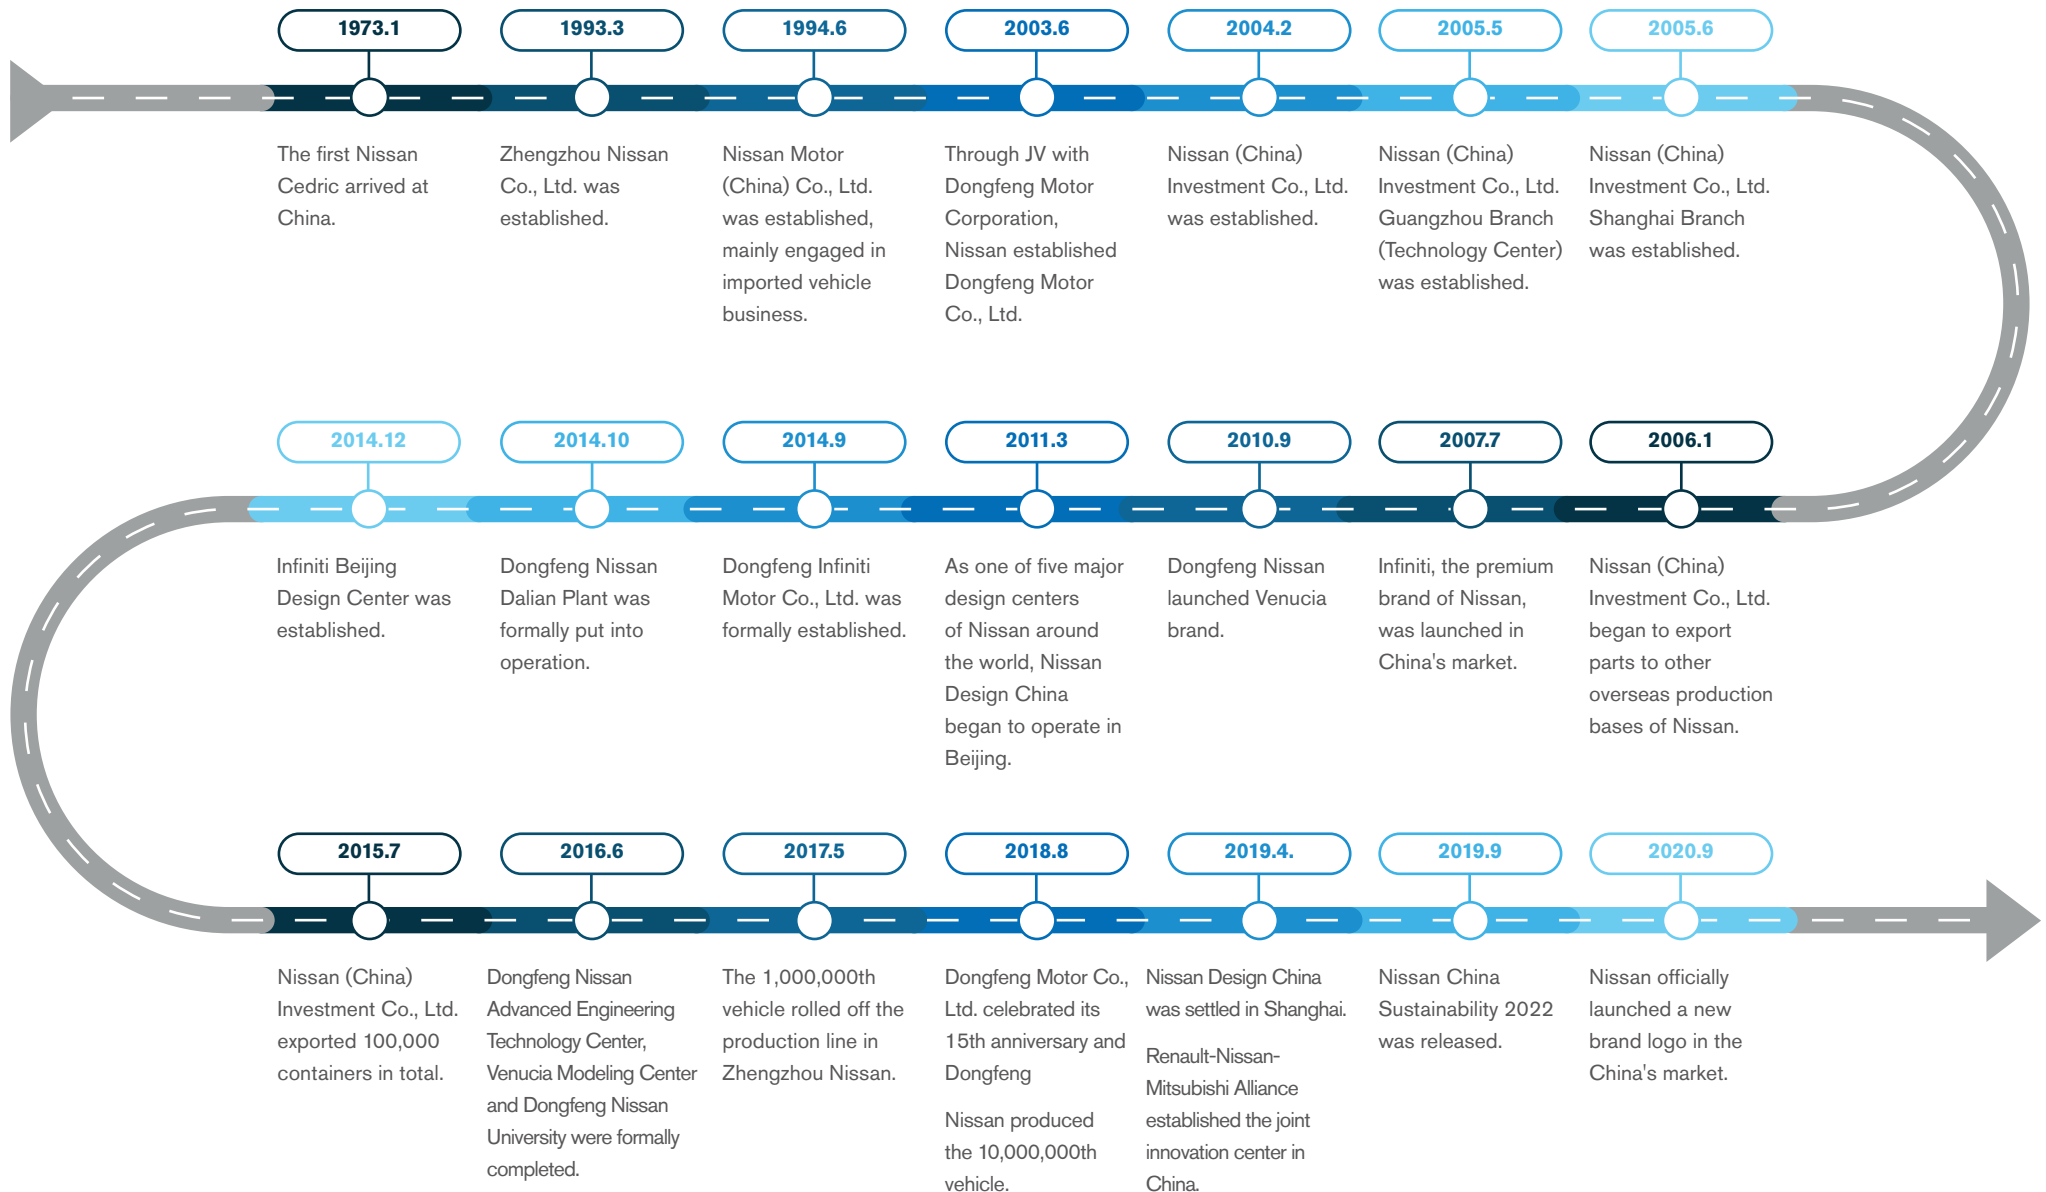 1973.1
The first Nissan
Cedric arrived at
China.
1993.3
Zhengzhou Nissan
Co., Ltd. was
established.
1994.6
Nissan Motor
(China) Co., Ltd.
was established,
mainly engaged in
imported vehicle
business.
2003.6
Through JV with
Dongfeng Motor
Corporation,
Nissan established
Dongfeng Motor
Co., Ltd.
2004.2
Nissan (China)
Investment Co., Ltd.
was established.
2005.5
Nissan (China)
Investment Co., Ltd.
Guangzhou Branch
(Technology Center)
was established.
2005.6
Nissan (China)
Investment Co., Ltd.
Shanghai Branch
was established.
2006.1
Nissan (China)
Investment Co., Ltd.
began to export
parts to other
overseas production
bases of Nissan.
2007.7
Infiniti, the premium
brand of Nissan,
was launched in
China's market.
2010.9
Dongfeng Nissan
launched Venucia
brand.
2011.3
As one of five major
design centers
of Nissan around
the world, Nissan
Design China
began to operate in
Beijing.
2014.9
Dongfeng Infiniti
Motor Co., Ltd. was
formally established.
2014.10
Dongfeng Nissan
Dalian Plant was
formally put into
operation.
2014.12
Infiniti Beijing
Design Center was
established.
2015.7
Nissan (China)
Investment Co., Ltd.
exported 100,000
containers in total.
2016.6
Dongfeng Nissan
Advanced Engineering
Technology Center,
Venucia Modeling Center
and Dongfeng Nissan
University were formally
completed.
2017.5
The 1,000,000th
vehicle rolled off the
production line in
Zhengzhou Nissan.
2018.8
Dongfeng Motor Co.,
Ltd. celebrated its
15th anniversary and
Dongfeng
Nissan produced
the 10,000,000th
vehicle.
2019.4.
Nissan Design China
was settled in Shanghai.
Renault-Nissan-
Mitsubishi Alliance
established the joint
innovation center in
China.
2019.9
Nissan China
Sustainability 2022
was released.
2020.9
Nissan officially
launched a new
brand logo in the
China's market.